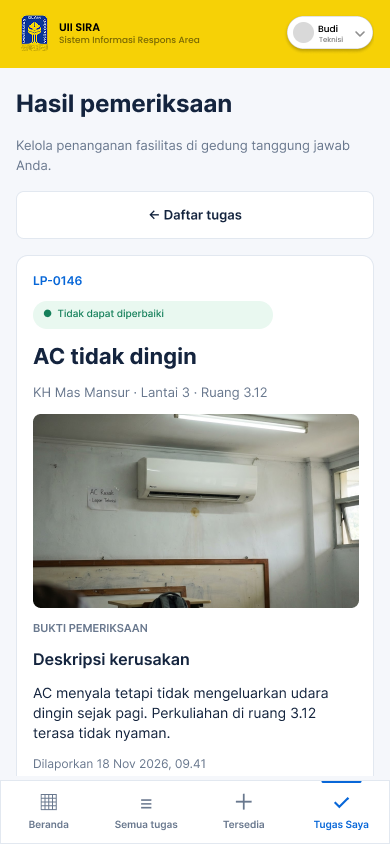 UII SIRA
Sistem Informasi Respons Area
Budi
Teknisi
Hasil pemeriksaan
Kelola penanganan fasilitas di gedung tanggung jawab
Anda.
← Daftar tugas
LP-0146
Tidak dapat diperbaiki
AC tidak dingin
KH Mas Mansur · Lantai 3 · Ruang 3.12
AC Rusak
BUKTI PEMERIKSAAN
Deskripsi kerusakan
AC menyala tetapi tidak mengeluarkan udara
dingin sejak pagi. Perkuliahan di ruang 3.12
terasa tidak nyaman.
Dilaporkan 18 Nov 2026, 09.41
Beranda
Semua tugas
Tersedia
Tugas Saya